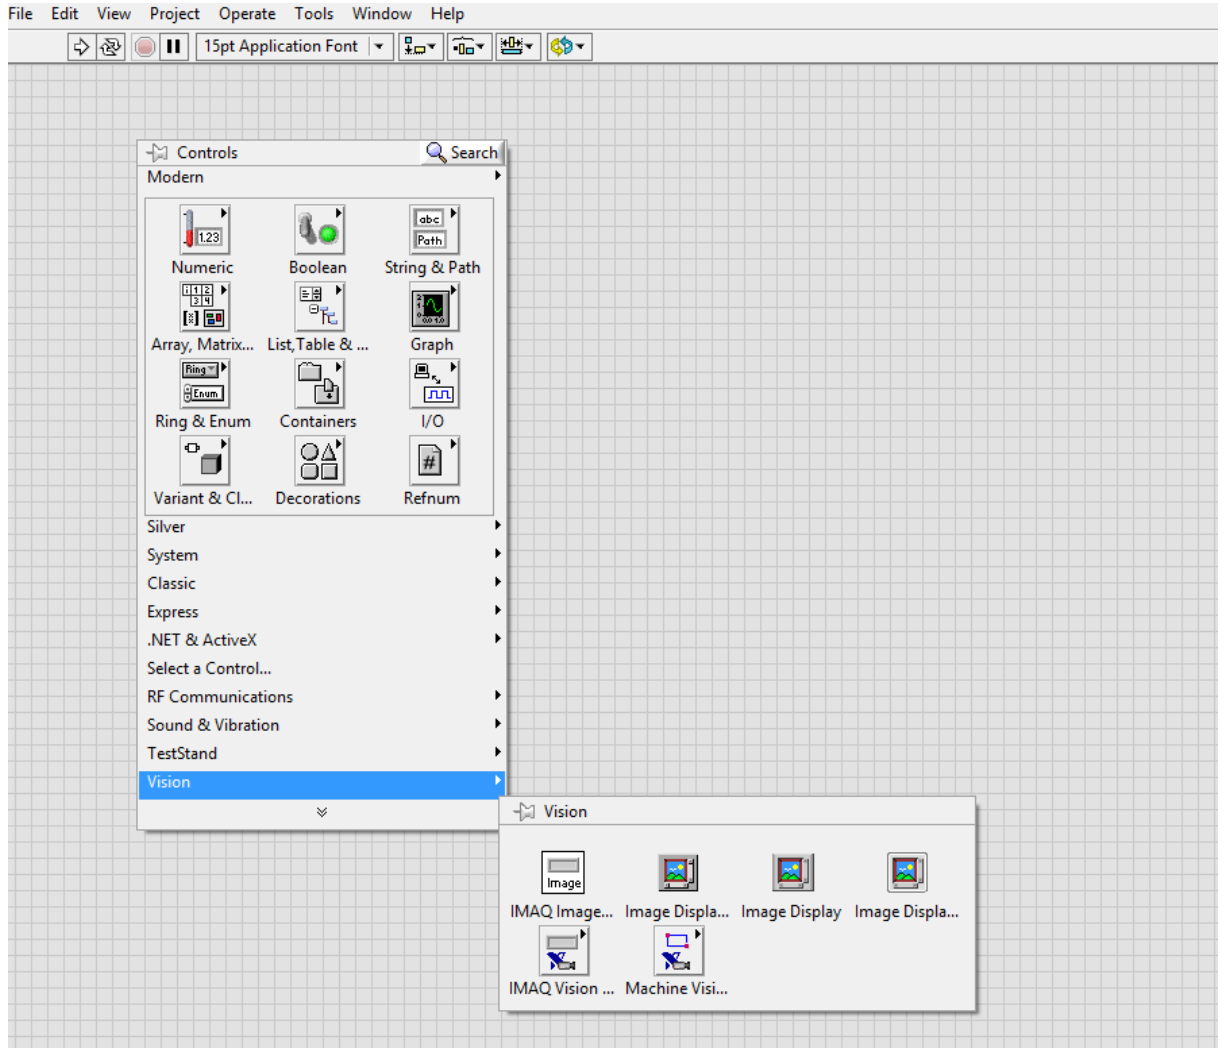 File Edit View Project Operate Tools Window Help
15pt Application Font
Controls Search
Modern
1.23 abc Path
Numeric Boolean String & Path
Array, Matrix... List,Table & ... Graph
Ring Enum
Ring & Enum Containers I/O
#
Variant & Cl... Decorations Refnum
Silver
System
Classic
Express
.NET & ActiveX
Select a Control...
RF Communications
Sound & Vibration
TestStand
Vision
Vision
Image
IMAQ Image... Image Displa... Image Display Image Displa...
IMAQ Vision ... Machine Visi...